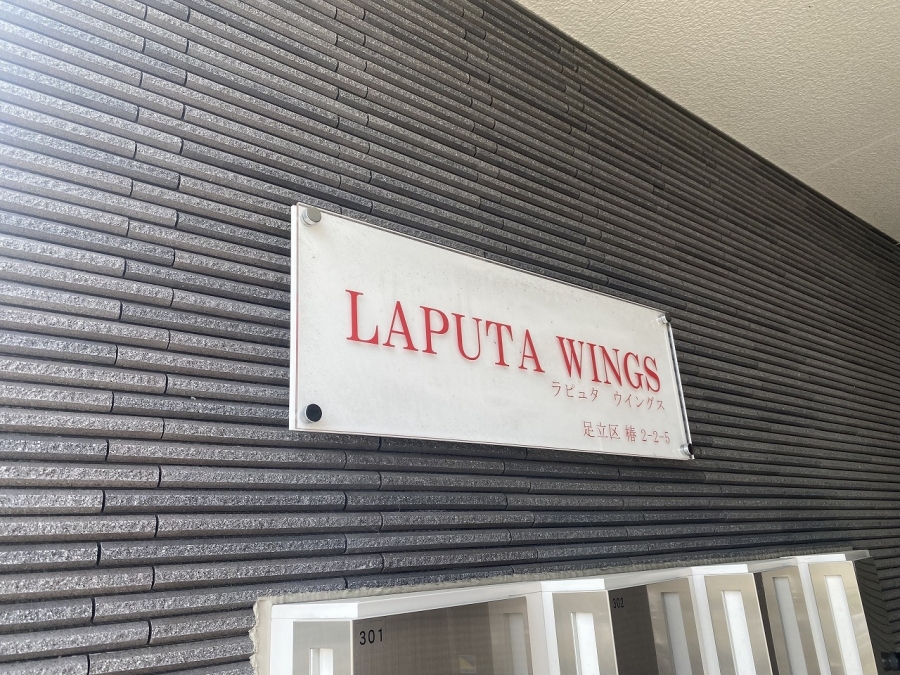 LAPUTA WINGS
ラピュタ ウイングス
足立区 椿 2-2-5
301
302